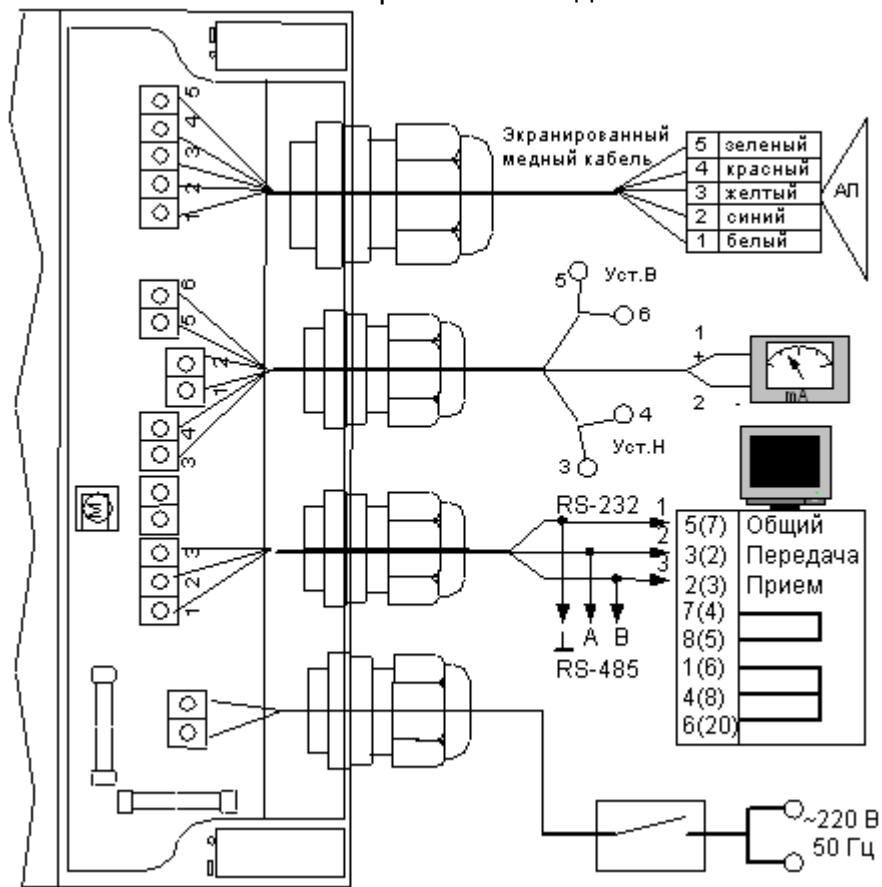 5
4
3
2
1
Экранированный
медный кабель
5 зеленый
4 красный
3 желтый
2 синий
1 белый
АП
6
5
2
1
4
3
5 Уст.В
6
4
Уст.Н
3
1
+
2 -
mA
3
2
1
RS-232
1
2
3
A B
RS-485
5(7) Общий
3(2) Передача
2(3) Прием
7(4)
8(5)
1(6)
4(8)
6(20)
~220 В
50 Гц